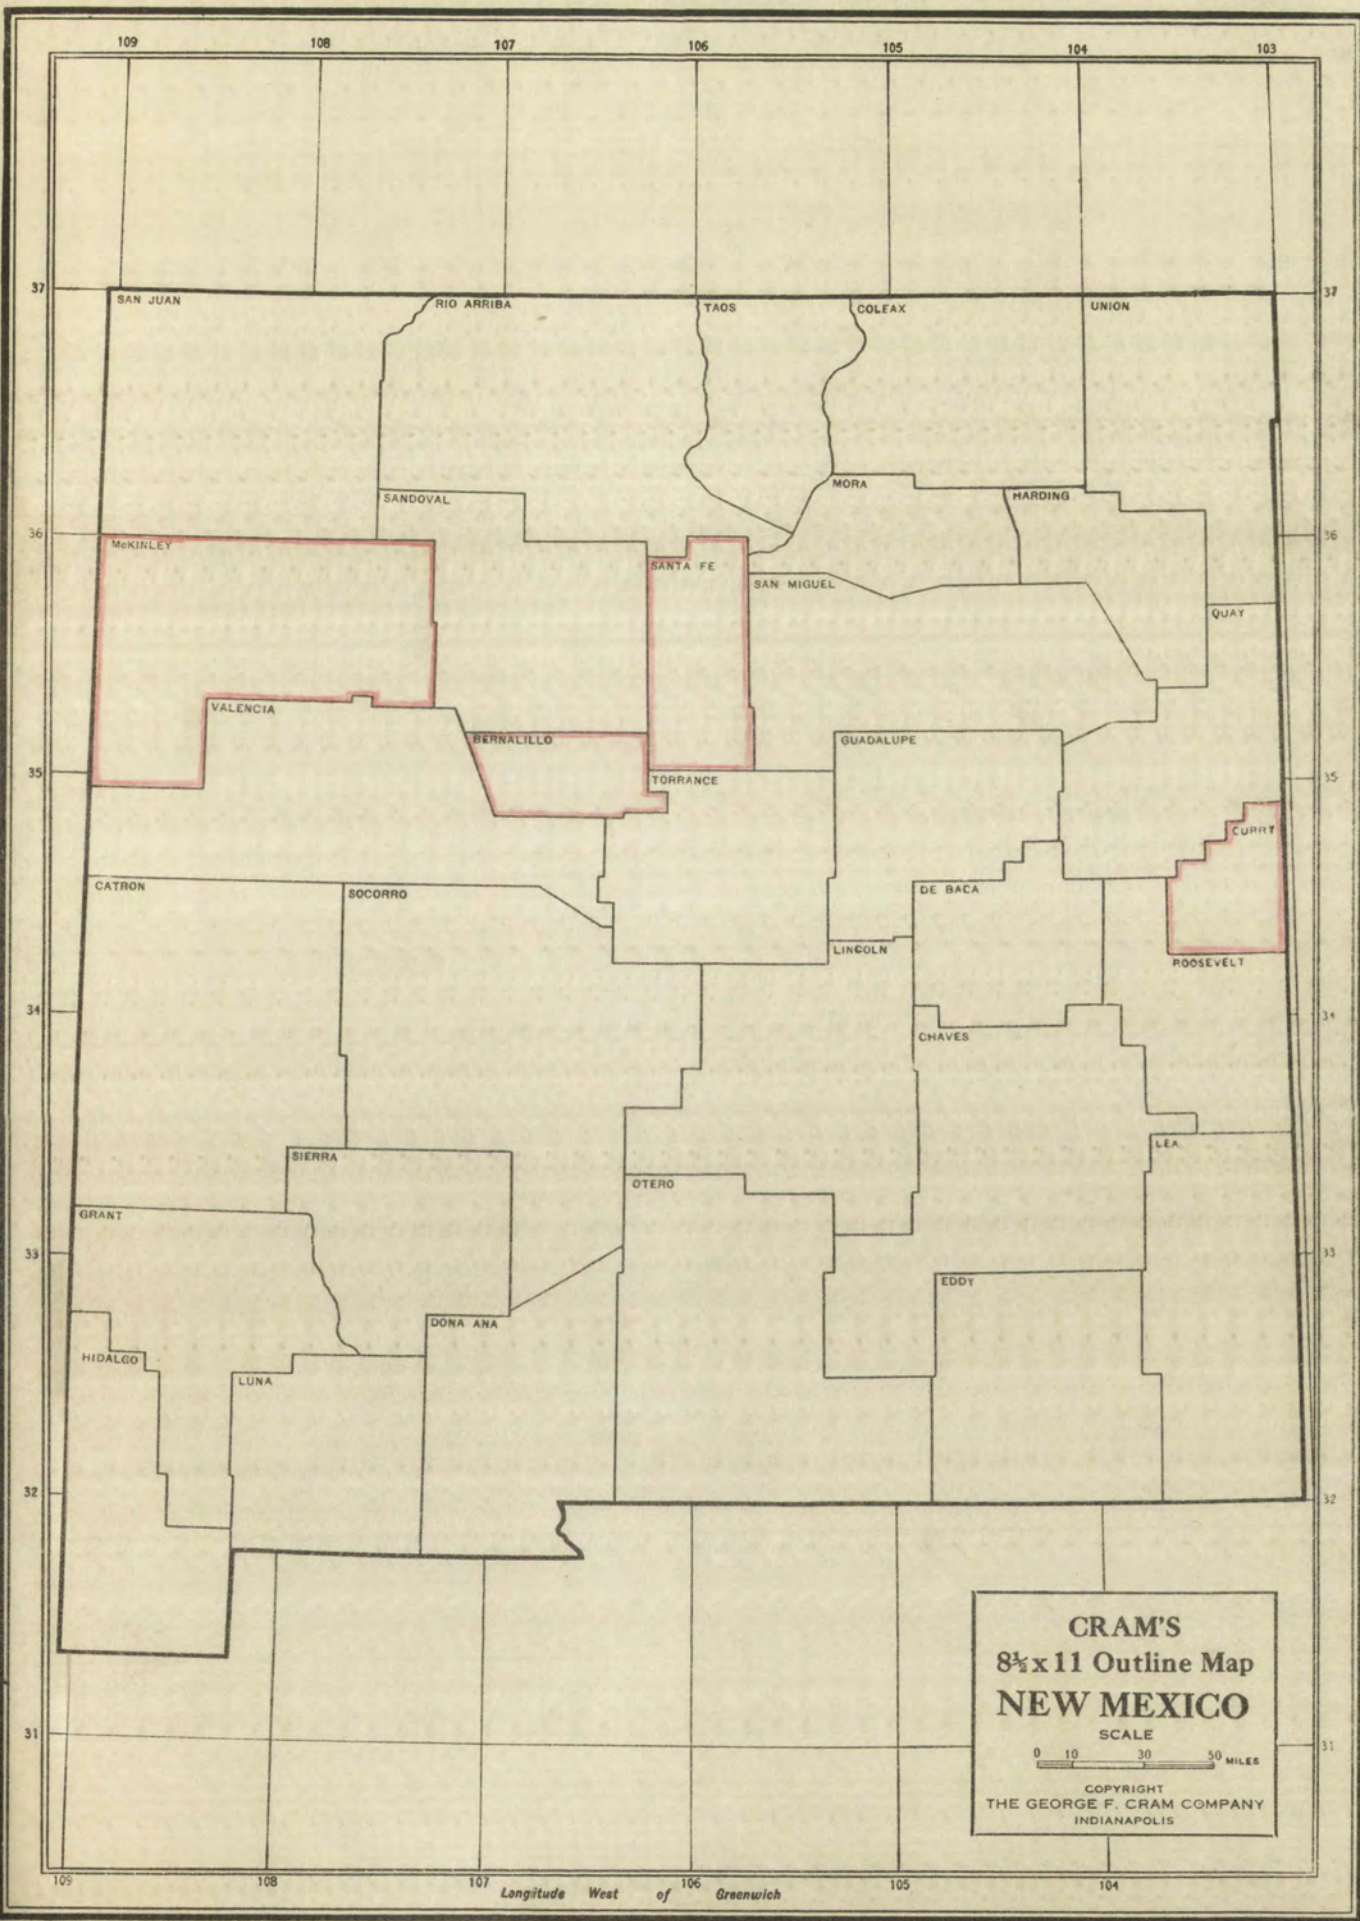 109 108 107 106 105 104 103
37 37
SAN JUAN RIO ARRIBA TAOS COLEAX UNION
MORA
SANDOVAL HARDING
36 36
McKINLEY
SANTA FE
SAN MIGUEL
QUAY
VALENCIA
BERNALILLO GUADALUPE
35 35
TORRANCE
CURRY
CATRON SOCORRO DE BACA
LINCOLN
ROOSEVELT
34 34
CHAVES
LEA
SIERRA
OTERO
GRANT
33 33
EDDY
DONA ANA
HIDALGO
LUNA
32 32
CRAM'S
8½x11 Outline Map
NEW MEXICO
SCALE
31 31
0 10 30 50 MILES
COPYRIGHT
THE GEORGE F. CRAM COMPANY
INDIANAPOLIS
109 108 107 106 105 104
Longitude West of Greenwich